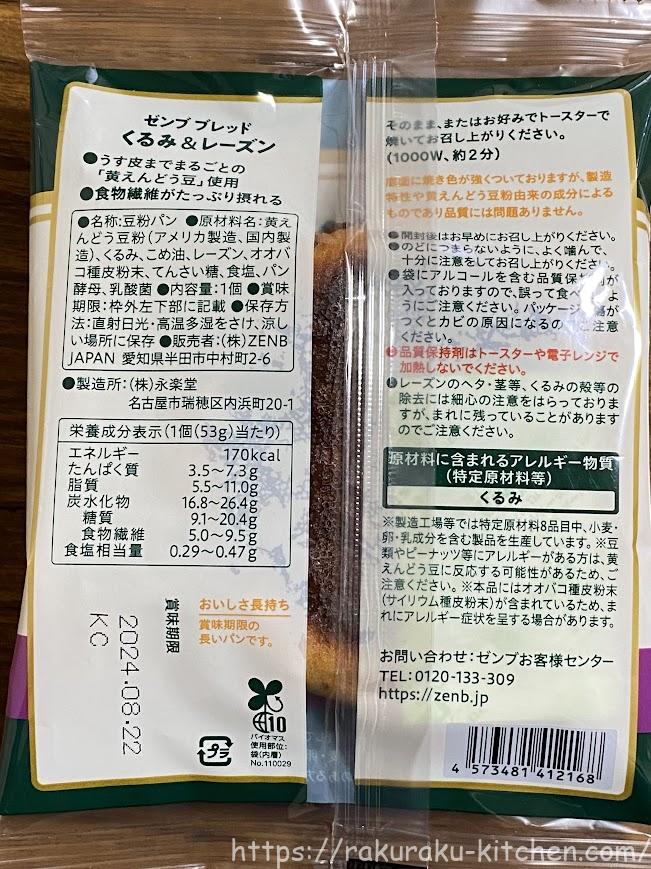 ゼンブ ブレッド
くるみ&レーズン
●うす皮までまるごとの
「黄えんどう豆」使用
●食物繊維がたっぷり摂れる
●名称:豆粉パン ●原材料名:黄え
んどう豆粉(アメリカ製造、国内製
造)、くるみ、こめ油、レーズン、オオバ
コ種皮粉末、てんさい糖、食塩、パン
酵母、乳酸菌 ●内容量:1個 ●賞味
期限:枠外左下部に記載 ●保存方
法:直射日光・高温多湿をさけ、涼し
い場所に保存 ●販売者:(株)ZENB
JAPAN 愛知県半田市中村町2-6
●製造所:(株)永楽堂
名古屋市瑞穂区内浜町20-1
栄養成分表示(1個(53g)当たり)
エネルギー 170kcal
たんぱく質 3.5~7.3g
脂質 5.5~11.0g
炭水化物 16.8~26.4g
糖質 9.1~20.4g
食物繊維 5.0~9.5g
食塩相当量 0.29~0.47g
おいしさ長持ち
賞味期限の
長いパンです。
賞味期限
2024.08.22
KC
プラ
10
バイオマス
使用部位:
袋(内層)
No.110029
そのまま、またはお好みでトースターで
焼いてお召し上がりください。
(1000W、約2分)
底面に焼き色が強くついておりますが、製造
特性や黄えんどう豆粉由来の成分による
ものであり品質には問題ありません。
●開封後はお早めにお召し上がりください。
●のどにつまらないように、よく噛んで、
十分に注意をしてお召し上がりください。
●袋にアルコールを含む品質保持剤が
入っておりますので、誤って食べ
うにご注意ください。パッケージに傷が
つくとカビの原因になるの ご注意
ください。
●品質保持剤はトースターや電子レンジで
加熱しないでください。
●レーズンのヘタ・茎等、くるみの殻等の
除去には細心の注意をはらっておりま
すが、まれに残っていることがあります
のでご注意ください。
原材料に含まれるアレルギー物質
(特定原材料等)
くるみ
※製造工場等では特定原材料8品目中、小麦・
卵・乳成分を含む製品を生産しています。※豆
類やピーナッツ等にアレルギーがある方は、黄
えんどう豆に反応する可能性があるため、ご
注意ください。※本品にはオオバコ種皮粉末
(サイリウム種皮粉末)が含まれているため、ま
れにアレルギー症状を呈する場合があります。
お問い合わせ:ゼンブお客様センター
TEL:0120-133-309
https://zenb.jp
4 573481 412168
https://rakuraku-kitchen.com/